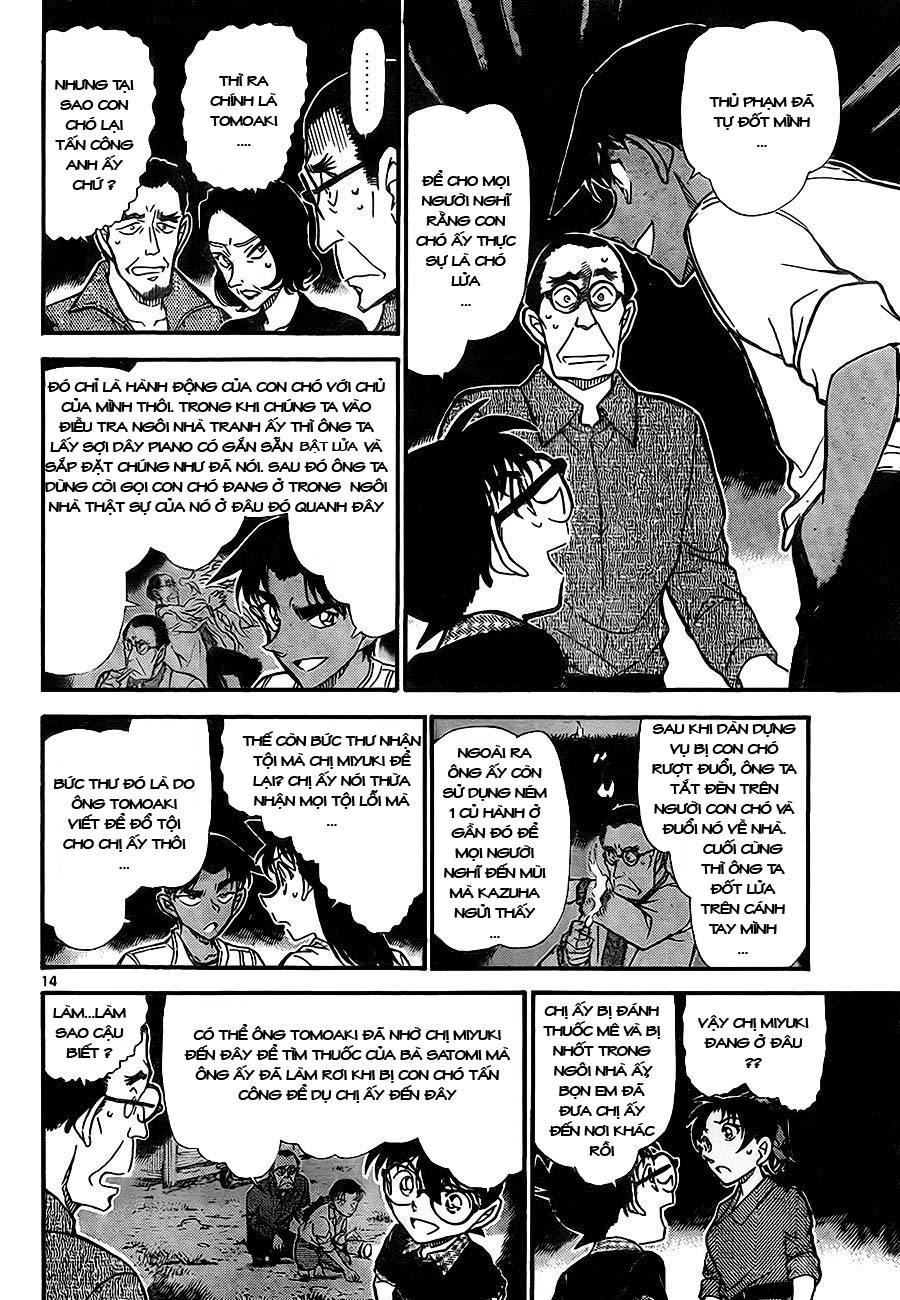 THỦ PHẠM ĐÃ
TỰ ĐỐT MÌNH
...
ĐỂ CHO MỌI
NGƯỜI NGHĨ
RẰNG CON
CHÓ ẤY THỰC
SỰ LÀ CHÓ
LỬA
...
.........
THÌ RA
CHÍNH LÀ
TOMOAKI
....
NHƯNG TẠI
SAO CON
CHÓ LẠI
TẤN CÔNG
ANH ẤY
CHỨ ?
ĐÓ CHỈ LÀ HÀNH ĐỘNG CỦA CON CHÓ VỚI CHỦ
CỦA MÌNH THÔI. TRONG KHI CHÚNG TA VÀO
ĐIỀU TRA NGÔI NHÀ TRANH ẤY THÌ ÔNG TA
LẤY SỢI DÂY PIANO CÓ GẮN SẴN BẬT LỬA VÀ
SẮP ĐẶT CHÚNG NHƯ ĐÃ NÓI. SAU ĐÓ ÔNG TA
DÙNG CÒI GỌI CON CHÓ ĐANG Ở TRONG NGÔI
NHÀ THẬT SỰ CỦA NÓ Ở ĐÂU ĐÓ QUANH ĐÂY
SAU KHI DÀN DỰNG
VỤ BỊ CON CHÓ
RƯỢT ĐUỔI, ÔNG TA
TẮT ĐÈN TRÊN
NGƯỜI CON CHÓ VÀ
ĐUỔI NÓ VỀ NHÀ.
CUỐI CÙNG
THÌ ÔNG TA
ĐỐT LỬA
TRÊN CÁNH
TAY MÌNH
...
NGOÀI RA
ÔNG ẤY CÒN
SỬ DỤNG NÉM
1 CỦ HÀNH Ở
GẦN ĐÓ ĐỂ
MỌI NGƯỜI
NGHĨ ĐẾN MÙI
MÀ KAZUHA
NGỬI THẤY
...
THẾ CÒN BỨC THƯ NHẬN
TỘI MÀ CHỊ MIYUKI ĐỂ
LẠI? CHỊ ẤY NÓI THỪA
NHẬN MỌI TỘI LỖI MÀ
...
BỨC THƯ ĐÓ LÀ DO
ÔNG TOMOAKI
VIẾT ĐỂ ĐỔ TỘI
CHO CHỊ ẤY THÔI
...
14
VẬY CHỊ MIYUKI
ĐANG Ở ĐÂU
??
CHỊ ẤY BỊ ĐÁNH
THUỐC MÊ VÀ BỊ
NHỐT TRONG
NGÔI NHÀ ẤY
BỌN EM ĐÃ
ĐƯA CHỊ ẤY
ĐẾN NƠI KHÁC
RỒI
CÓ THỂ ÔNG TOMOAKI ĐÃ NHỜ CHỊ MIYUKI
ĐẾN ĐÂY ĐỂ TÌM THUỐC CỦA BÀ SATOMI MÀ
ÔNG ẤY ĐÃ LÀM RƠI KHI BỊ CON CHÓ TẤN
CÔNG ĐỂ DỤ CHỊ ẤY ĐẾN ĐÂY
LÀM...LÀM
SAO CẬU
BIẾT ?